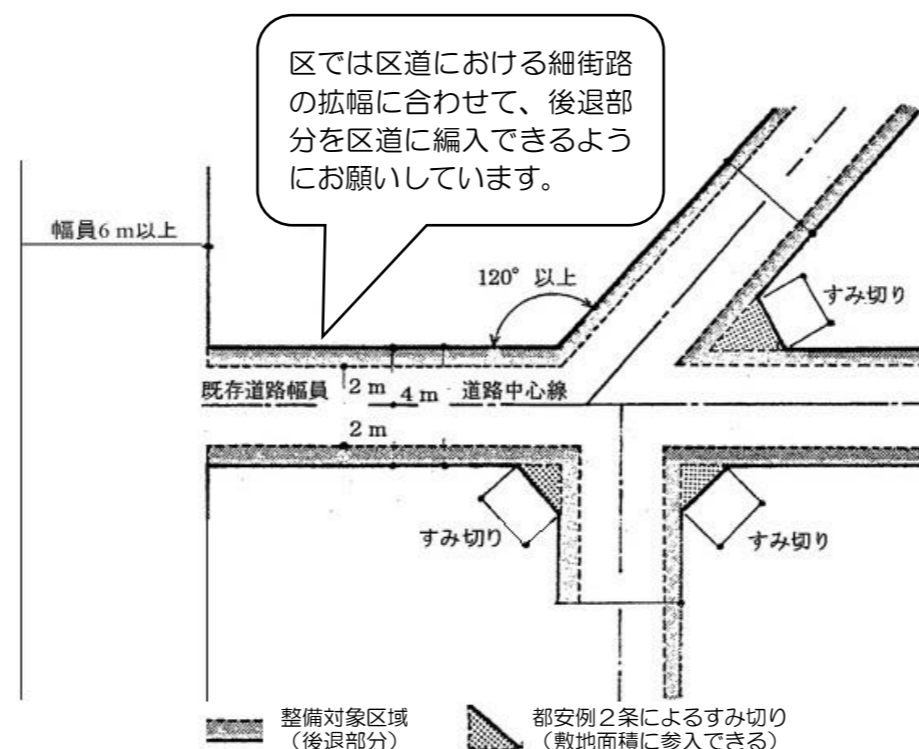 区では区道における細街路
の拡幅に合わせて、後退部
分を区道に編入できるよう
にお願いしています。
幅員6m以上
120°以上
すみ切り
既存道路幅員
2m
4m
道路中心線
2m
すみ切り
すみ切り
整備対象区域
(後退部分)
都安例2条によるすみ切り
(敷地面積に参入できる)